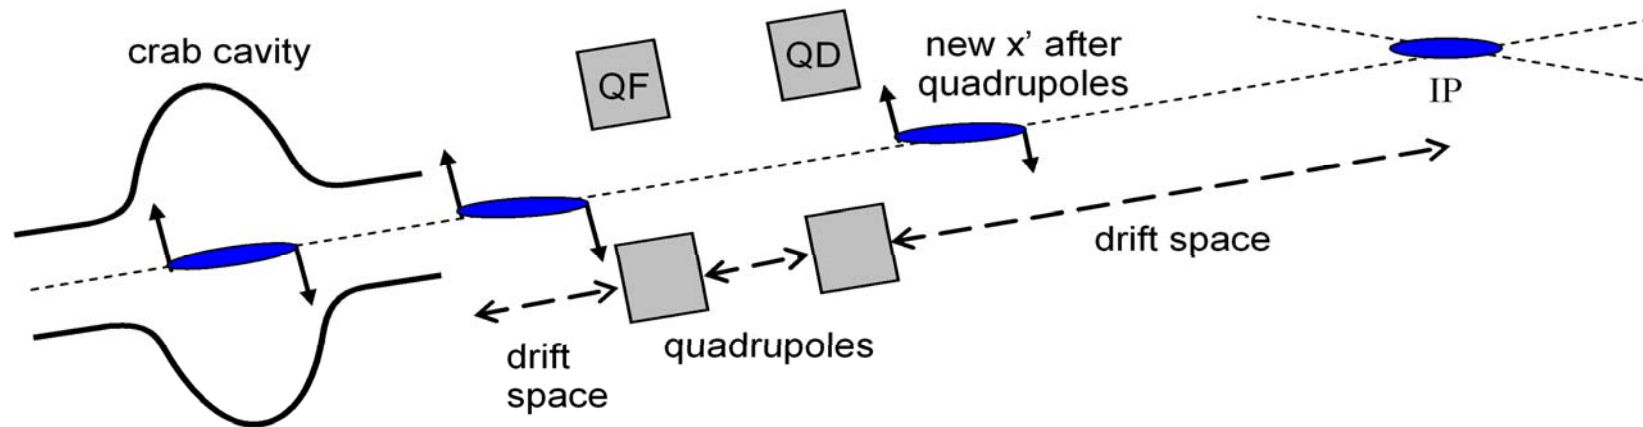 crab cavity
QF
QD
new x' after
quadrupoles
IP
drift space
quadrupoles
drift
space